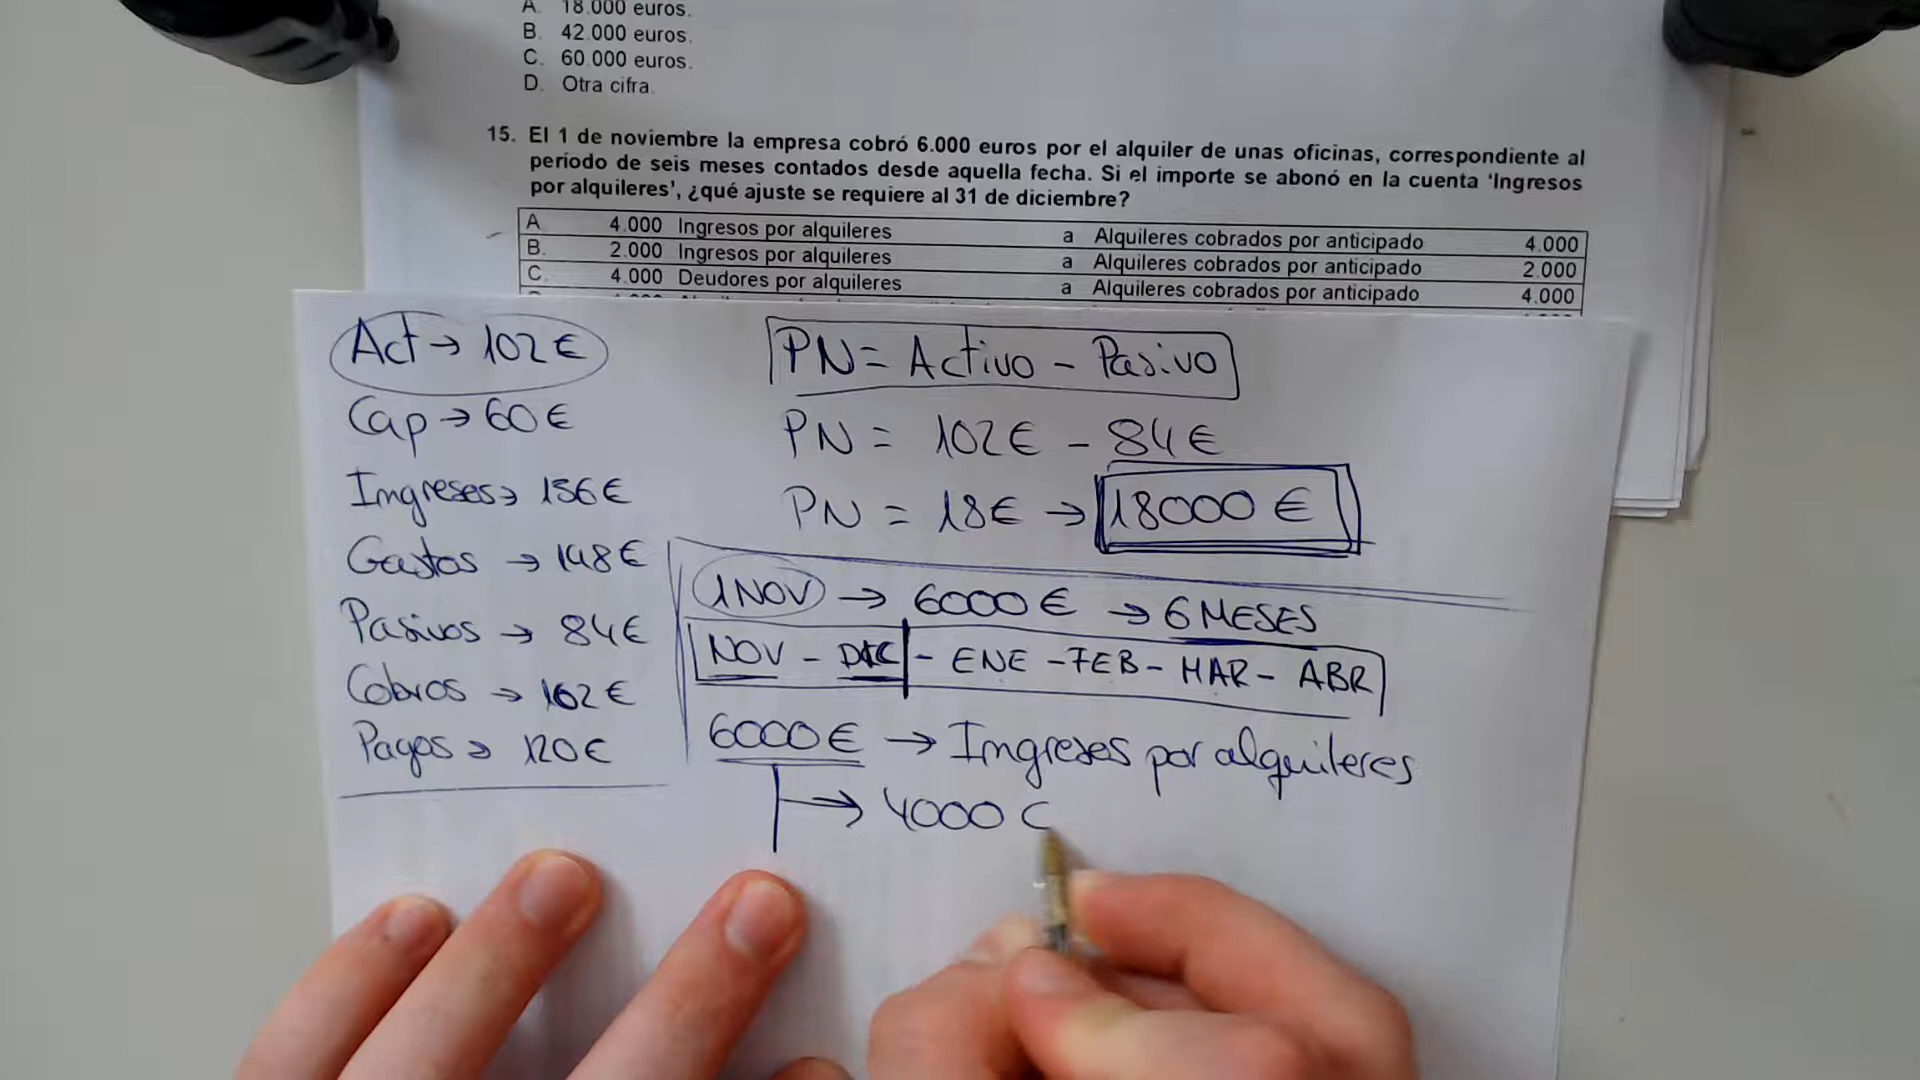 A. 18.000 euros.
B. 42.000 euros.
C. 60.000 euros.
D. Otra cifra.
15. El 1 de noviembre la empresa cobró 6.000 euros por el alquiler de unas oficinas, correspondiente al
período de seis meses contados desde aquella fecha. Si el importe se abonó en la cuenta ‘Ingresos
por alquileres’, ¿qué ajuste se requiere al 31 de diciembre?
A. 4.000 Ingresos por alquileres a Alquileres cobrados por anticipado 4.000
B. 2.000 Ingresos por alquileres a Alquileres cobrados por anticipado 2.000
C. 4.000 Deudores por alquileres a Alquileres cobrados por anticipado 4.000
Act → 102 €
Cap → 60 €
Ingresos → 156 €
Gastos → 148 €
Pasivos → 84 €
Cobros → 162 €
Pagos → 120 €
PN = Activo - Pasivo
PN = 102 € - 84 €
PN = 18 € → 18000 €
1 NOV → 6000 € → 6 MESES
NOV - DIC - ENE - FEB - MAR - ABR
6000 € → Ingresos por alquileres
→ 4000 C